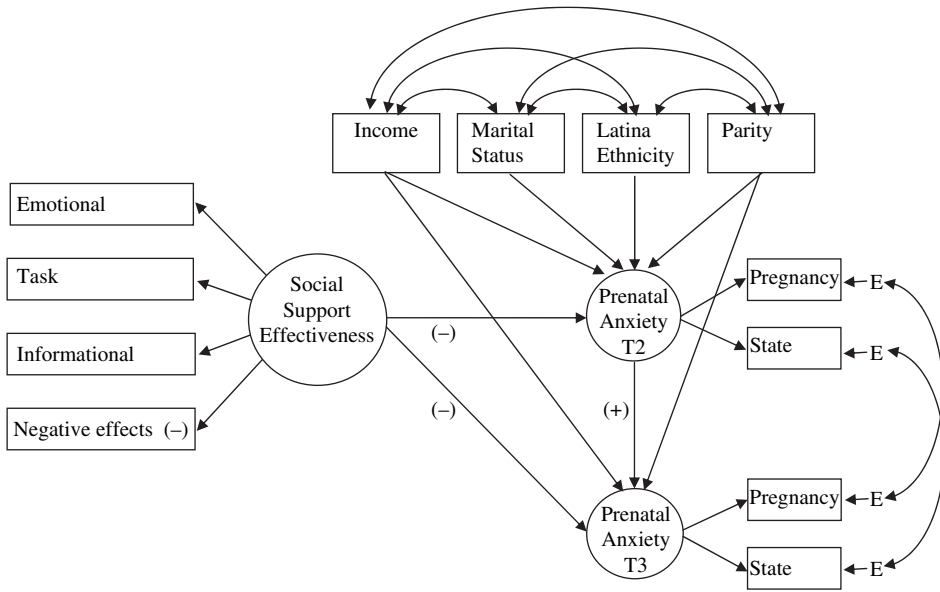 Income
Marital
Status
Latina
Ethnicity
Parity
Emotional
Task
Informational
Negative effects (–)
Social
Support
Effectiveness
(–)
(–)
Prenatal
Anxiety
T2
(+)
Prenatal
Anxiety
T3
Pregnancy
E
State
E
Pregnancy
E
State
E